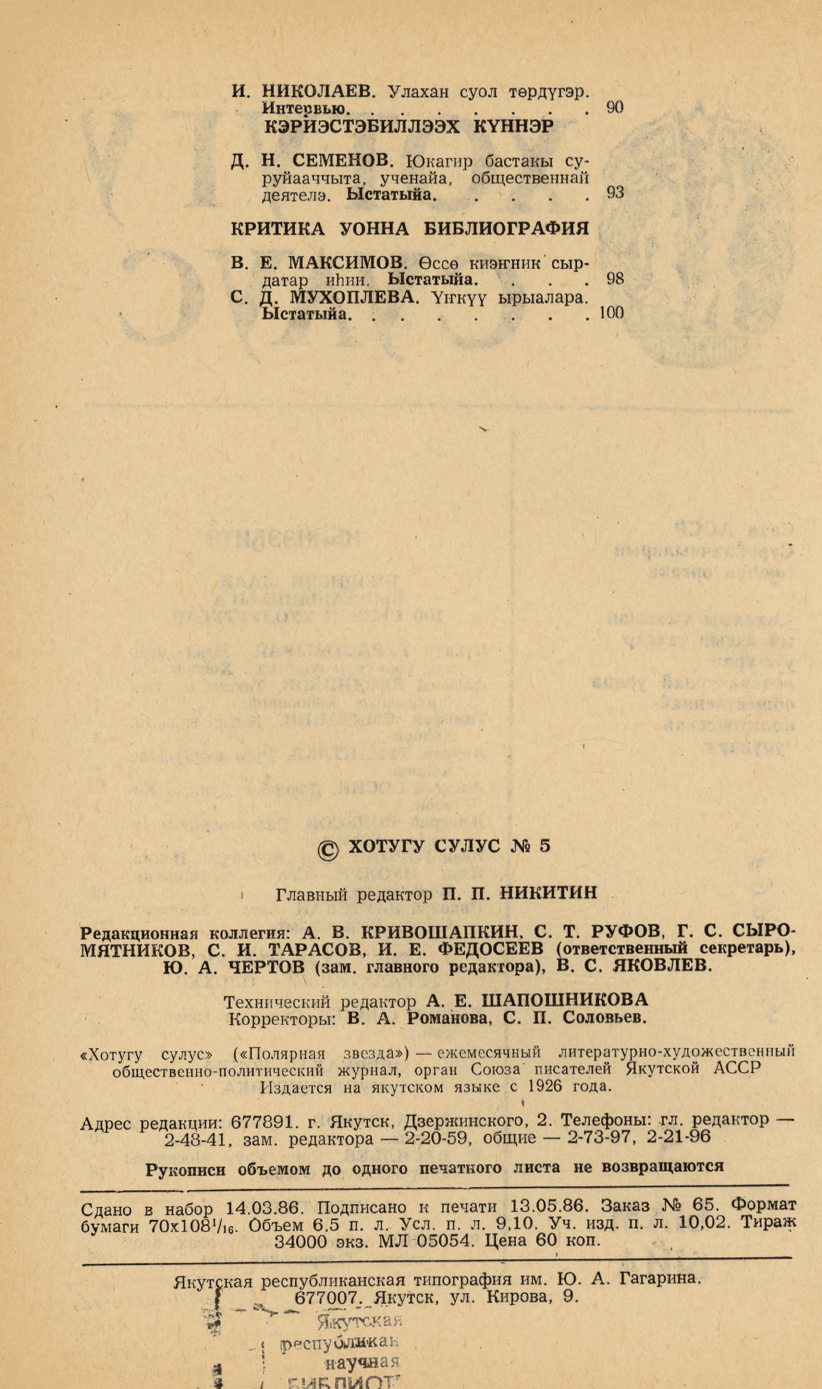 И. НИКОЛАЕВ. Улахан суол төрдүгэр.
Интервью. . . . . . . . 90
КЭРИЭСТЭБИЛЛЭЭХ КҮННЭР
Д. Н. СЕМЕНОВ. Юкагир бастакы су-
руйааччыта, ученайа, общественнай
деятелэ. Ыстатыйа. . . . . 93
КРИТИКА УОННА БИБЛИОГРАФИЯ
В. Е. МАКСИМОВ. Өссө киэҥник сыр-
датар иһин. Ыстатыйа. . . . 98
С. Д. МУХОПЛЕВА. Үҥкүү ырыалара.
Ыстатыйа. . . . . . . . 100
© ХОТУГУ СУЛУС № 5
Главный редактор П. П. НИКИТИН
Редакционная коллегия: А. В. КРИВОШАПКИН, С. Т. РУФОВ, Г. С. СЫРО-
МЯТНИКОВ, С. И. ТАРАСОВ, И. Е. ФЕДОСЕЕВ (ответственный секретарь),
Ю. А. ЧЕРТОВ (зам. главного редактора), В. С. ЯКОВЛЕВ.
Технический редактор А. Е. ШАПОШНИКОВА
Корректоры: В. А. Романова, С. П. Соловьев.
«Хотугу сулус» («Полярная звезда») — ежемесячный литературно-художественный
общественно-политический журнал, орган Союза писателей Якутской АССР
Издается на якутском языке с 1926 года.
Адрес редакции: 677891. г. Якутск, Дзержинского, 2. Телефоны: гл. редактор —
2-48-41, зам. редактора — 2-20-59, общие — 2-73-97, 2-21-96
Рукописи объемом до одного печатного листа не возвращаются
Сдано в набор 14.03.86. Подписано к печати 13.05.86. Заказ № 65. Формат
бумаги 70х108¹/₁₆. Объем 6,5 п. л. Усл. п. л. 9,10. Уч. изд. п. л. 10,02. Тираж
34000 экз. МЛ 05054. Цена 60 коп.
Якутская республиканская типография им. Ю. А. Гагарина.
677007. Якутск, ул. Кирова, 9.
Якутская
республикан
научная
БИБЛИОТ